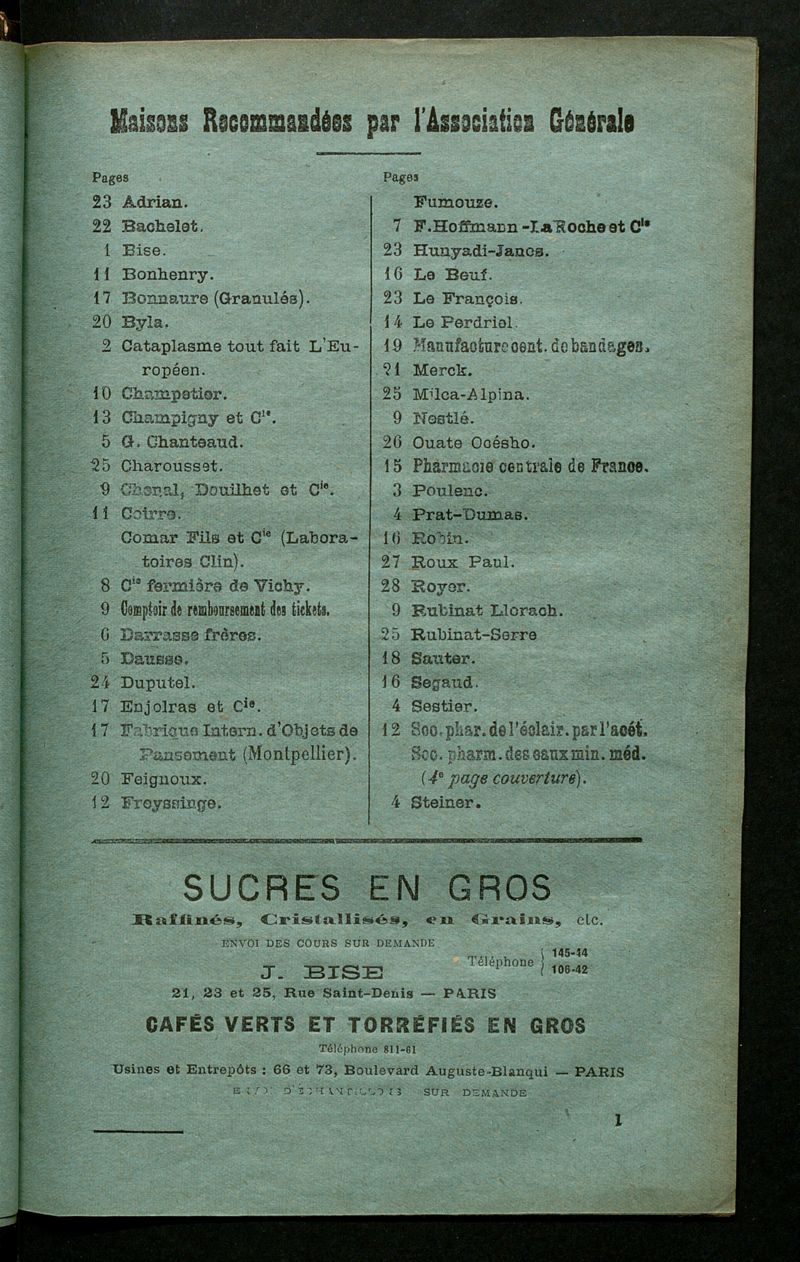 Maisons Recommandées par l'Association Générale
Pages
23 Adrian.
22 Bachelet.
1 Bise.
11 Bonhenry.
17 Bonnaure (Granulés).
20 Byla.
2 Cataplasme tout fait L'Eu-
ropéen.
10 Champetier.
13 Champigny et Cie.
5 G. Chanteaud.
25 Charousset.
9 Chenal, Douilhet et Cie.
11 Coirre.
Comar Fils et Cie (Labora-
toires Clin).
8 Cie fermière de Vichy.
9 Comptoir de remboursement des tickets.
6 Darrasse frères.
5 Dausse.
24 Duputel.
17 Enjolras et Cie.
17 Fabrique Intern. d'Objets de
Pansement (Montpellier).
20 Feignoux.
12 Freyssinge.
Pages
Fumouze.
7 F. Hoffmann-La Roche et Cie
23 Hunyadi-Janos.
16 Le Beuf.
23 Le François.
14 Le Perdriel.
19 Manufacture cent. de bandages.
21 Merck.
25 Milca-Alpina.
9 Nestlé.
26 Ouate Océsho.
15 Pharmacie centrale de France.
3 Poulenc.
4 Prat-Dumas.
16 Robin.
27 Roux Paul.
28 Royer.
9 Rubinat Llorach.
25 Rubinat-Serre
18 Sauter.
16 Segaud.
4 Sestier.
12 Soc. phar. de l'éclair. par l'acét.
Soc. pharm. des eaux min. méd.
(4e page couverture).
4 Steiner.
SUCRES EN GROS
Raffinés, Cristallisés, en Grains, etc.
ENVOI DES COURS SUR DEMANDE
J. BISE Téléphone { 145-44
106-42
21, 23 et 25, Rue Saint-Denis — PARIS
CAFÉS VERTS ET TORRÉFIÉS EN GROS
Téléphone 811-61
Usines et Entrepôts : 66 et 73, Boulevard Auguste-Blanqui — PARIS
SUR DEMANDE
1